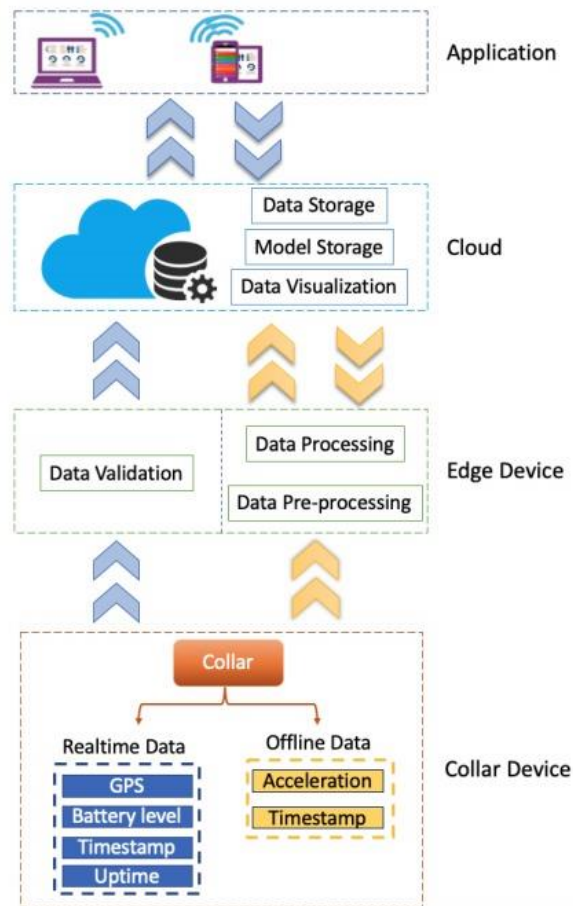 Application
Data Storage
Model Storage
Data Visualization
Cloud
Data Validation
Data Processing
Data Pre-processing
Edge Device
Collar
Realtime Data
GPS
Battery level
Timestamp
Uptime
Offline Data
Acceleration
Timestamp
Collar Device